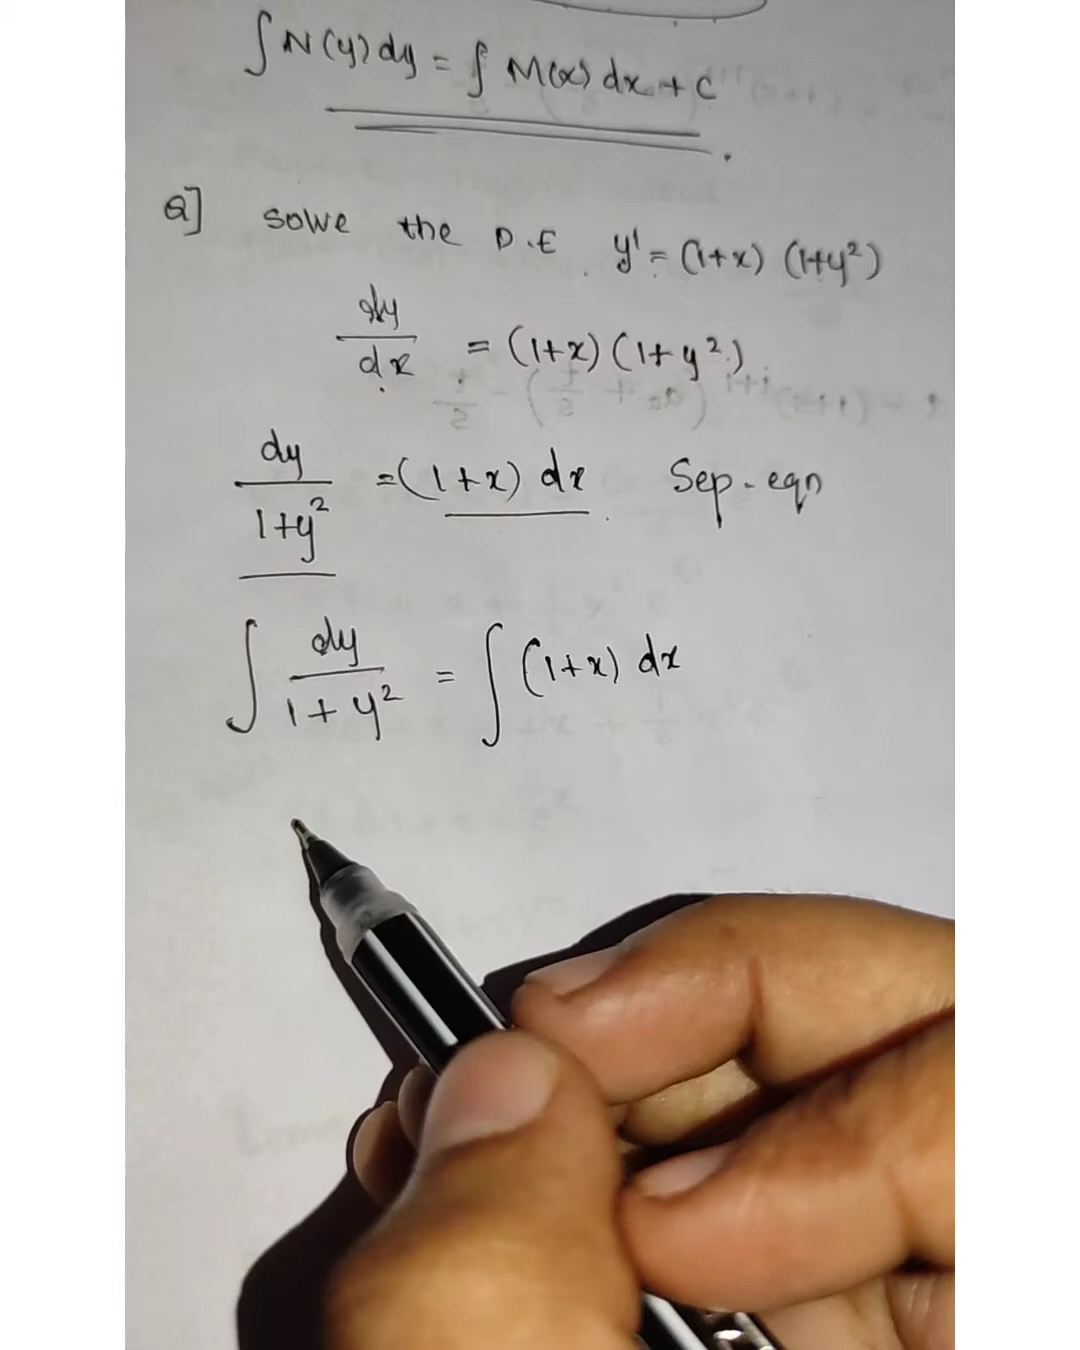 ∫ N(y) dy = ∫ M(x) dx + C
Q] solve the D.E y' = (1+x) (1+y²)
dy/dx = (1+x) (1+y²)
dy/1+y² = (1+x) dx Sep-eqn
∫ dy/1+y² = ∫ (1+x) dx